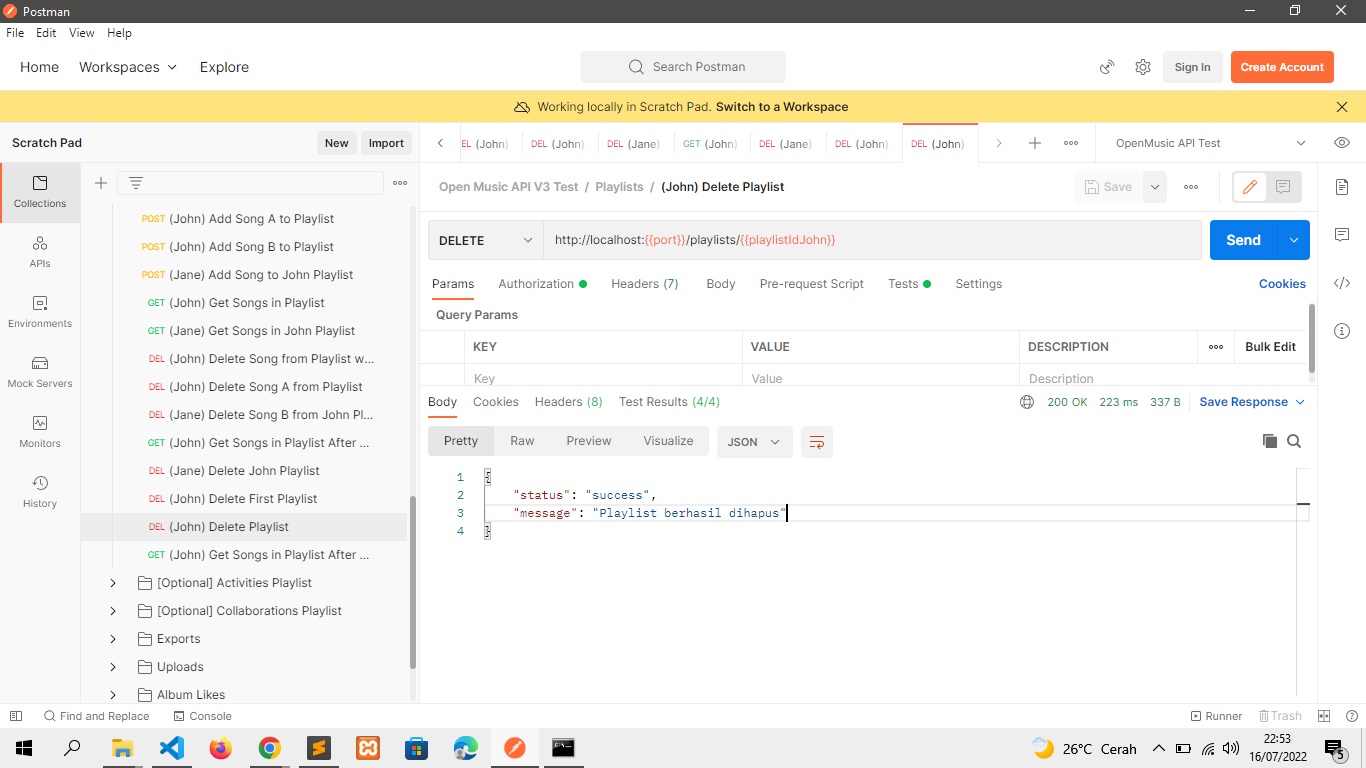 Postman
File Edit View Help
Home Workspaces Explore Search Postman Sign In Create Account
Working locally in Scratch Pad. Switch to a Workspace
Scratch Pad New Import
EL (John) DEL (John) DEL (Jane) GET (John) DEL (Jane) DEL (John) DEL (John) OpenMusic API Test
Collections
APIs
Environments
Mock Servers
Monitors
History
POST (John) Add Song A to Playlist
POST (John) Add Song B to Playlist
POST (Jane) Add Song to John Playlist
GET (John) Get Songs in Playlist
GET (Jane) Get Songs in John Playlist
DEL (John) Delete Song from Playlist w...
DEL (John) Delete Song A from Playlist
DEL (Jane) Delete Song B from John Pl...
GET (John) Get Songs in Playlist After ...
DEL (Jane) Delete John Playlist
DEL (John) Delete First Playlist
DEL (John) Delete Playlist
GET (John) Get Songs in Playlist After ...
[Optional] Activities Playlist
[Optional] Collaborations Playlist
Exports
Uploads
Album Likes
Open Music API V3 Test / Playlists / (John) Delete Playlist Save
DELETE http://localhost:{{port}}/playlists/{{playlistIdJohn}} Send
Params Authorization Headers (7) Body Pre-request Script Tests Settings Cookies
Query Params
KEY VALUE DESCRIPTION Bulk Edit
Key Value Description
Body Cookies Headers (8) Test Results (4/4) 200 OK 223 ms 337 B Save Response
Pretty Raw Preview Visualize JSON
1 {
2 "status": "success",
3 "message": "Playlist berhasil dihapus"
4 }
Find and Replace Console Runner Trash
26°C Cerah 22:53
16/07/2022 5